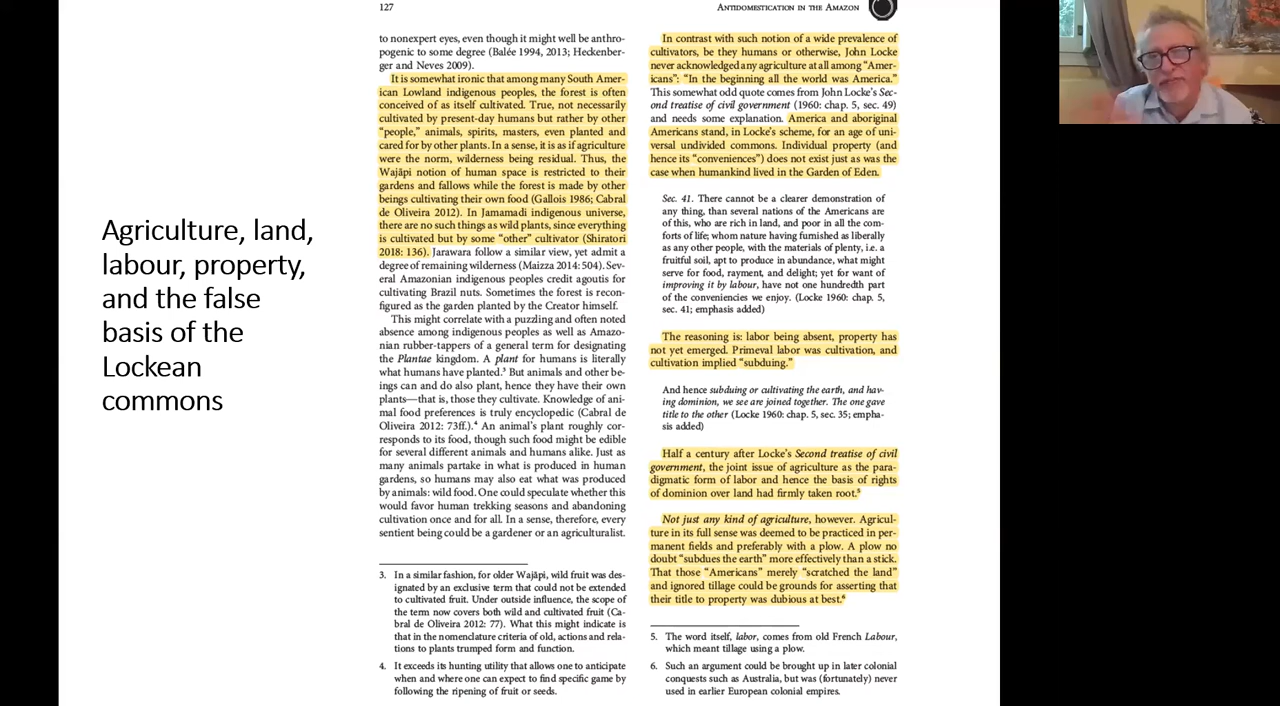 127
ANTIDOMESTICATION IN THE AMAZON
Agriculture, land,
labour, property,
and the false
basis of the
Lockean
commons
to nonexpert eyes, even though it might well be anthro-
pogenic to some degree (Balée 1994, 2013; Heckenber-
ger and Neves 2009).
It is somewhat ironic that among many South Amer-
ican Lowland indigenous peoples, the forest is often
conceived of as itself cultivated. True, not necessarily
cultivated by present-day humans but rather by other
“people,” animals, spirits, masters, even planted and
cared for by other plants. In a sense, it is as if agriculture
were the norm, wilderness being residual. Thus, the
Wajãpi notion of human space is restricted to their
gardens and fallows while the forest is made by other
beings cultivating their own food (Gallois 1986; Cabral
de Oliveira 2012). In Jamamadi indigenous universe,
there are no such things as wild plants, since everything
is cultivated but by some “other” cultivator (Shiratori
2018: 136). Jarawara follow a similar view, yet admit a
degree of remaining wilderness (Maizza 2014: 504). Sev-
eral Amazonian indigenous peoples credit agoutis for
cultivating Brazil nuts. Sometimes the forest is recon-
figured as the garden planted by the Creator himself.
This might correlate with a puzzling and often noted
absence among indigenous peoples as well as Amazo-
nian rubber-tappers of a general term for designating
the Plantae kingdom. A plant for humans is literally
what humans have planted.³ But animals and other be-
ings can and do also plant, hence they have their own
plants—that is, those they cultivate. Knowledge of ani-
mal food preferences is truly encyclopedic (Cabral de
Oliveira 2012: 73ff.).⁴ An animal’s plant roughly cor-
responds to its food, though such food might be edible
for several different animals and humans alike. Just as
many animals partake in what is produced in human
gardens, so humans may also eat what was produced
by animals: wild food. One could speculate whether this
would favor human trekking seasons and abandoning
cultivation once and for all. In a sense, therefore, every
sentient being could be a gardener or an agriculturalist.
3. In a similar fashion, for older Wajãpi, wild fruit was des-
ignated by an exclusive term that could not be extended
to cultivated fruit. Under outside influence, the scope of
the term now covers both wild and cultivated fruit (Ca-
bral de Oliveira 2012: 77). What this might indicate is
that in the nomenclature criteria of old, actions and rela-
tions to plants trumped form and function.
4. It exceeds its hunting utility that allows one to anticipate
when and where one can expect to find specific game by
following the ripening of fruit or seeds.
In contrast with such notion of a wide prevalence of
cultivators, be they humans or otherwise, John Locke
never acknowledged any agriculture at all among “Amer-
icans”: “In the beginning all the world was America.”
This somewhat odd quote comes from John Locke’s Sec-
ond treatise of civil government (1960: chap. 5, sec. 49)
and needs some explanation. America and aboriginal
Americans stand, in Locke’s scheme, for an age of uni-
versal undivided commons. Individual property (and
hence its “conveniences”) does not exist just as was the
case when humankind lived in the Garden of Eden.
Sec. 41. There cannot be a clearer demonstration of
any thing, than several nations of the Americans are
of this, who are rich in land, and poor in all the com-
forts of life; whom nature having furnished as liberally
as any other people, with the materials of plenty, i.e. a
fruitful soil, apt to produce in abundance, what might
serve for food, rayment, and delight; yet for want of
improving it by labour, have not one hundredth part
of the conveniencies we enjoy. (Locke 1960: chap. 5,
sec. 41; emphasis added)
The reasoning is: labor being absent, property has
not yet emerged. Primeval labor was cultivation, and
cultivation implied “subduing.”
And hence subduing or cultivating the earth, and hav-
ing dominion, we see are joined together. The one gave
title to the other (Locke 1960: chap. 5, sec. 35; empha-
sis added)
Half a century after Locke’s Second treatise of civil
government, the joint issue of agriculture as the para-
digmatic form of labor and hence the basis of rights
of dominion over land had firmly taken root.⁵
Not just any kind of agriculture, however. Agricul-
ture in its full sense was deemed to be practiced in per-
manent fields and preferably with a plow. A plow no
doubt “subdues the earth” more effectively than a stick.
That those “Americans” merely “scratched the land”
and ignored tillage could be grounds for asserting that
their title to property was dubious at best.⁶
5. The word itself, labor, comes from old French Labour,
which meant tillage using a plow.
6. Such an argument could be brought up in later colonial
conquests such as Australia, but was (fortunately) never
used in earlier European colonial empires.